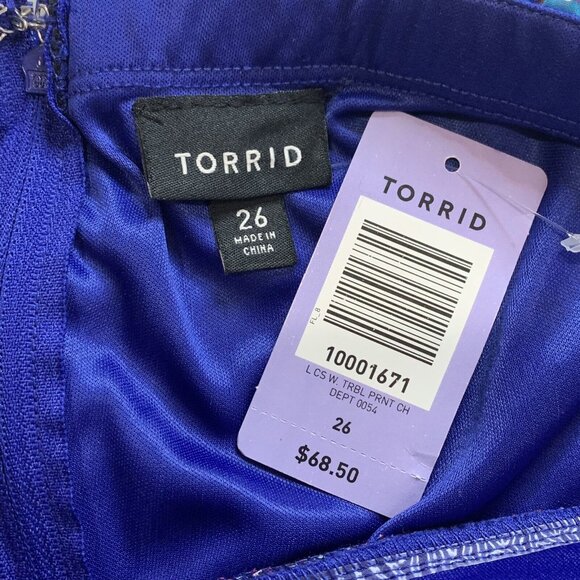 TORRID
26
MADE IN
CHINA
TORRID
FL_8
10001671
L CS W. TRBL PRNT CH
DEPT 0054
26
$68.50